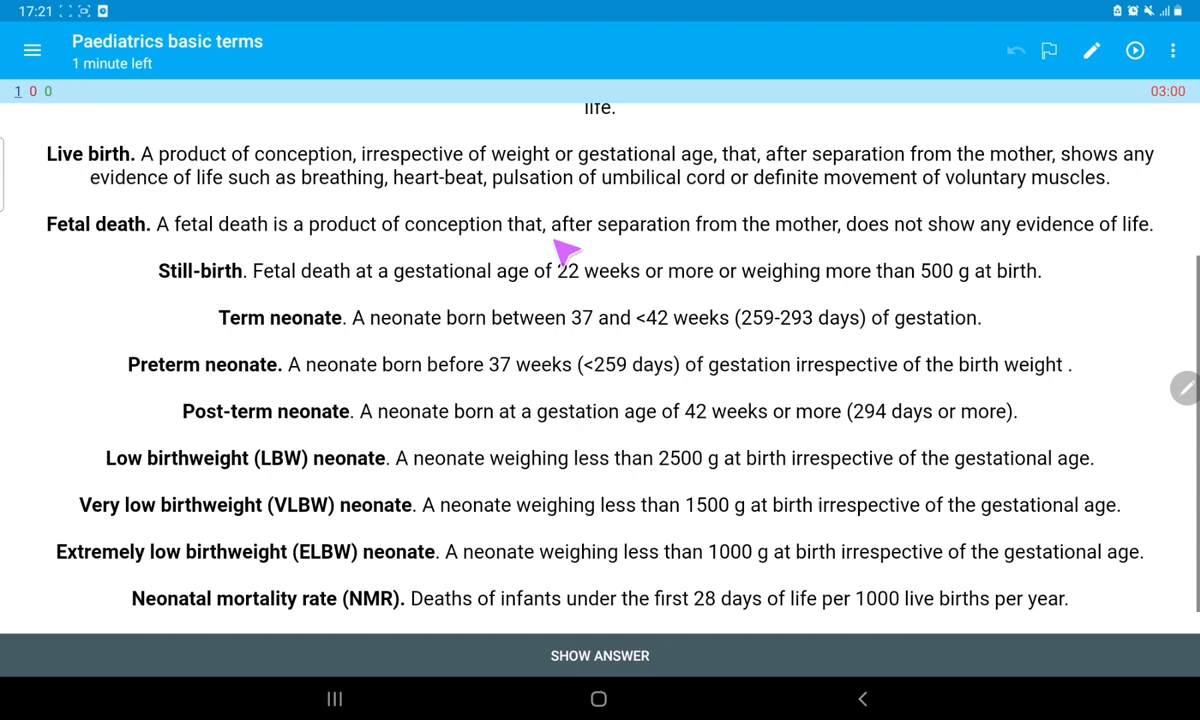 17:21
Paediatrics basic terms
1 minute left
1 0 0
03:00
life.
Live birth. A product of conception, irrespective of weight or gestational age, that, after separation from the mother, shows any
evidence of life such as breathing, heart-beat, pulsation of umbilical cord or definite movement of voluntary muscles.
Fetal death. A fetal death is a product of conception that, after separation from the mother, does not show any evidence of life.
Still-birth. Fetal death at a gestational age of 22 weeks or more or weighing more than 500 g at birth.
Term neonate. A neonate born between 37 and <42 weeks (259-293 days) of gestation.
Preterm neonate. A neonate born before 37 weeks (<259 days) of gestation irrespective of the birth weight .
Post-term neonate. A neonate born at a gestation age of 42 weeks or more (294 days or more).
Low birthweight (LBW) neonate. A neonate weighing less than 2500 g at birth irrespective of the gestational age.
Very low birthweight (VLBW) neonate. A neonate weighing less than 1500 g at birth irrespective of the gestational age.
Extremely low birthweight (ELBW) neonate. A neonate weighing less than 1000 g at birth irrespective of the gestational age.
Neonatal mortality rate (NMR). Deaths of infants under the first 28 days of life per 1000 live births per year.
SHOW ANSWER